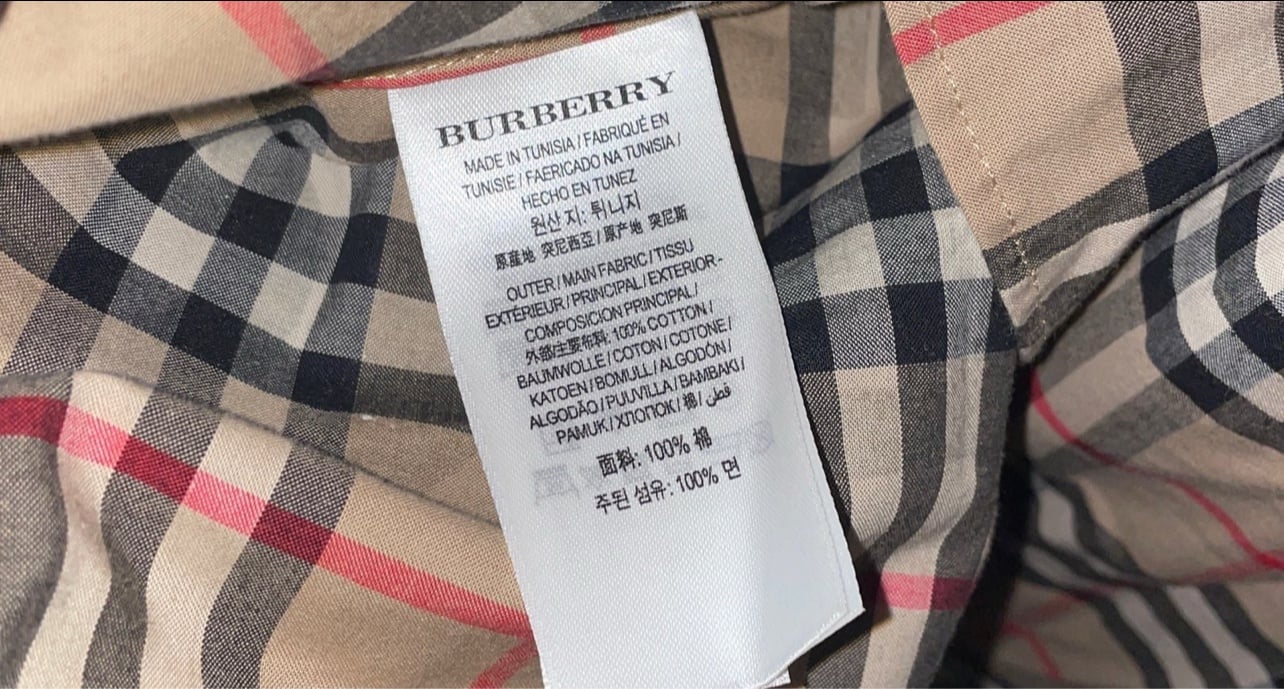 BURBERRY
MADE IN TUNISIA / FABRIQUÉ EN
TUNISIE / FAERICADO NA TUNISIA /
HECHO EN TUNEZ
원산지: 튀니지
原產地 突尼西亞 / 原产地 突尼斯
OUTER / MAIN FABRIC / TISSU
EXTÉRIEUR / PRINCIPAL / EXTERIOR -
COMPOSICION PRINCIPAL /
外部/主要布料: 100% COTTON /
BAUMWOLLE / COTON / COTONE /
KATOEN / BOMULL / ALGODÓN /
ALGODÃO / PUUVILLA / BAMBAKI /
PAMUK / ХЛОПОК / 棉 / قطن
面料: 100% 棉
주된 섬유: 100% 면